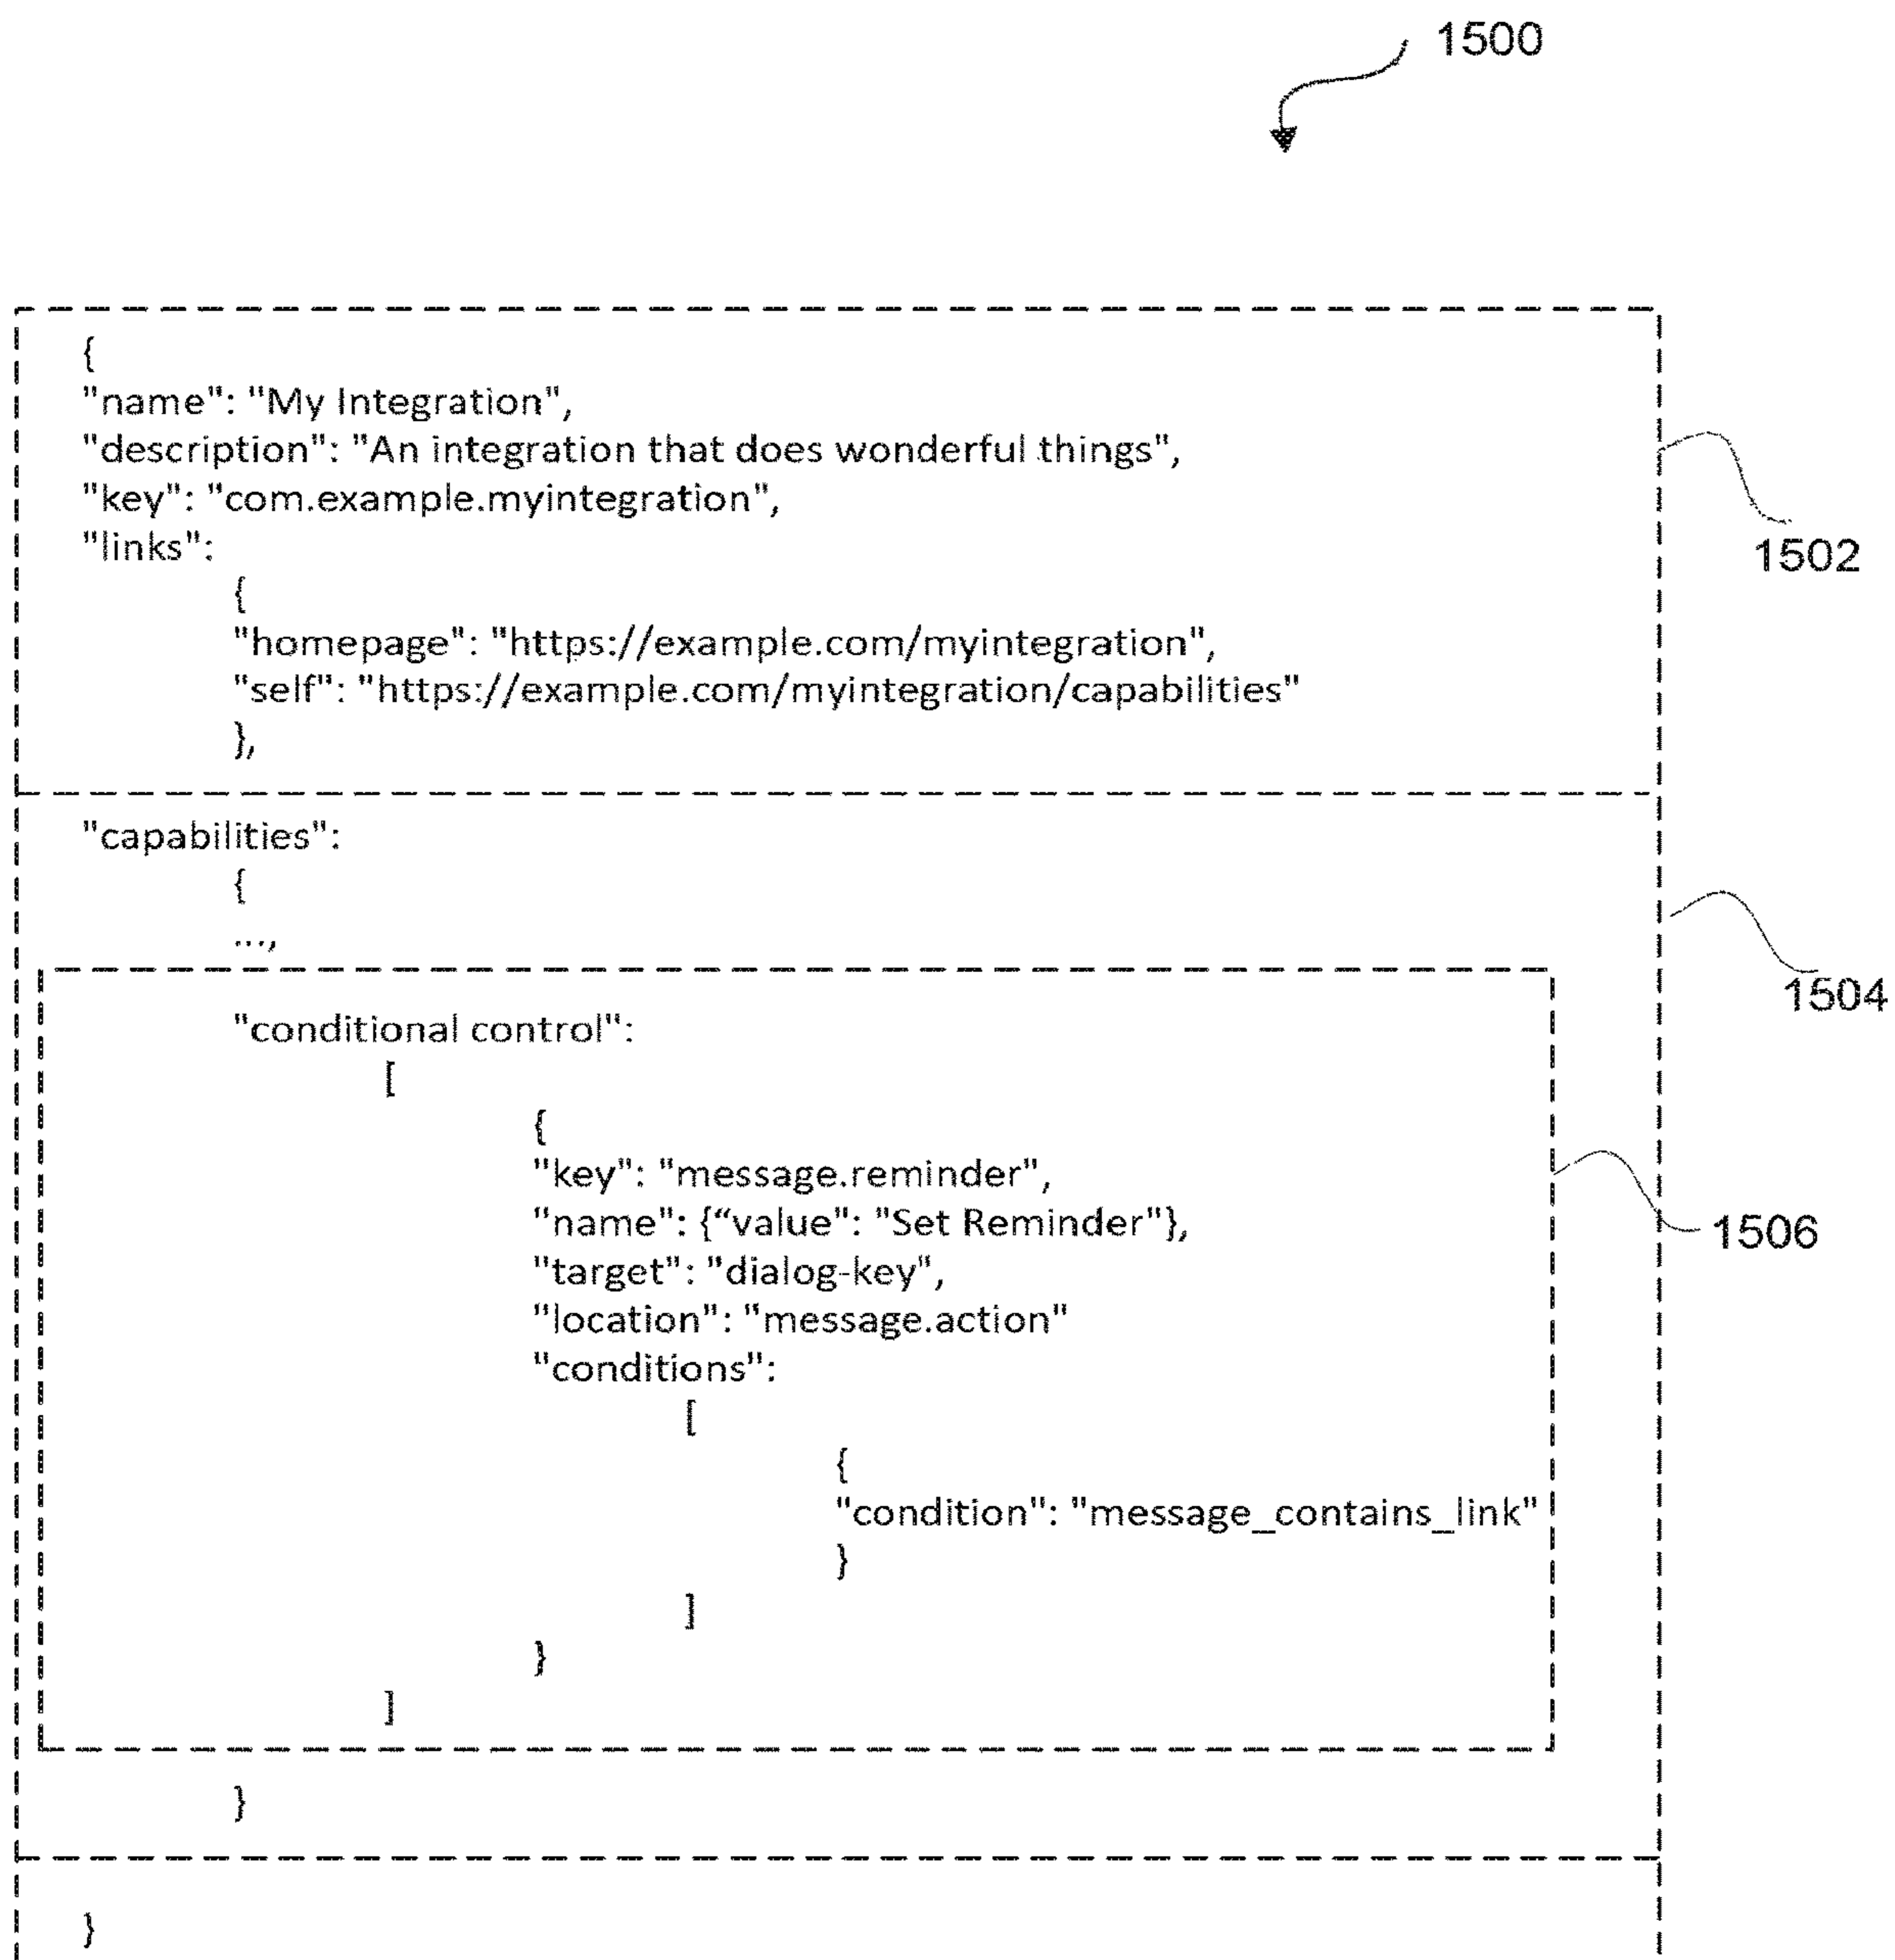 1500
{
"name": "My Integration",
"description": "An integration that does wonderful things",
"key": "com.example.myintegration",
"links":
1502
{
"homepage": "https://example.com/myintegration",
"self": "https://example.com/myintegration/capabilities"
},
"capabilities":
{
...,
1504
"conditional control":
[
{
"key": "message.reminder",
"name": {“value": "Set Reminder"},
1506
"target": "dialog-key",
"location": "message.action"
"conditions":
[
{
"condition": "message_contains_link"
}
]
}
]
}
}